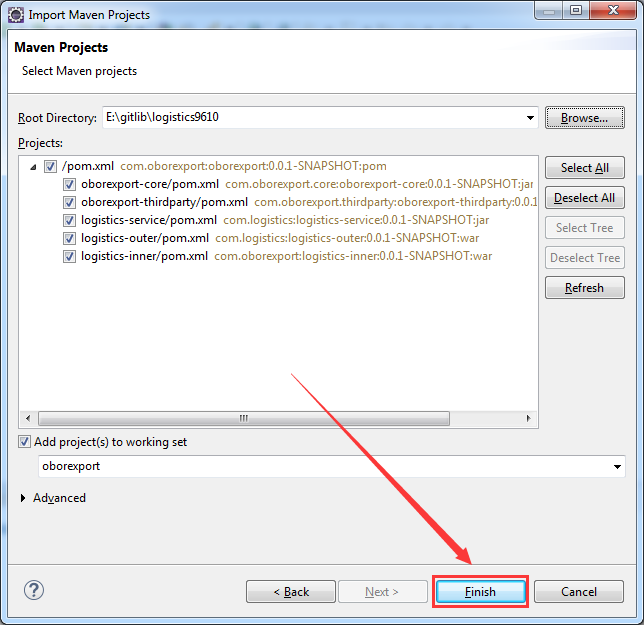 Import Maven Projects
Maven Projects
Select Maven projects
Root Directory: E:\gitlib\logistics9610 Browse...
Projects:
/pom.xml com.oborexport:oborexport:0.0.1-SNAPSHOT:pom
oborexport-core/pom.xml com.oborexport.core:oborexport-core:0.0.1-SNAPSHOT:jar
oborexport-thirdparty/pom.xml com.oborexport.thirdparty:oborexport-thirdparty:0.0.1
logistics-service/pom.xml com.logistics:logistics-service:0.0.1-SNAPSHOT:jar
logistics-outer/pom.xml com.logistics:logistics-outer:0.0.1-SNAPSHOT:war
logistics-inner/pom.xml com.oborexport:logistics-inner:0.0.1-SNAPSHOT:war
Select All
Deselect All
Select Tree
Deselect Tree
Refresh
Add project(s) to working set
oborexport
Advanced
? < Back Next > Finish Cancel